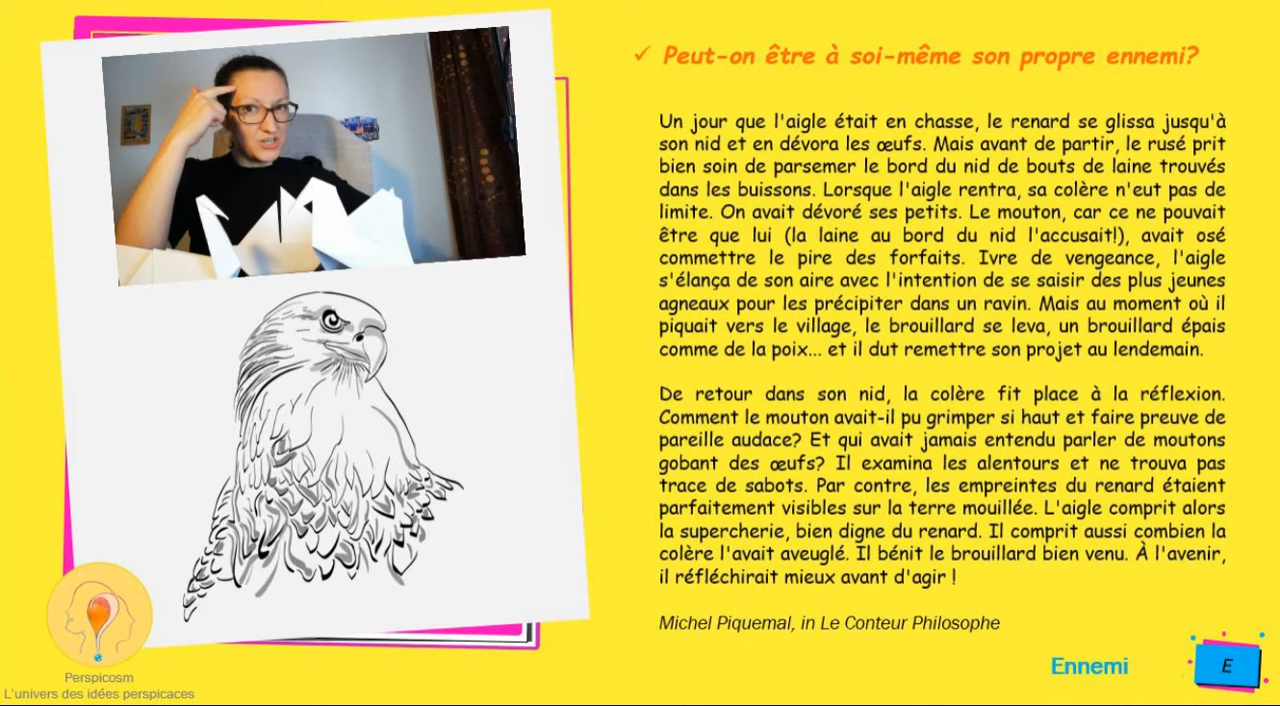 ✓ Peut-on être à soi-même son propre ennemi?
Un jour que l'aigle était en chasse, le renard se glissa jusqu'à
son nid et en dévora les œufs. Mais avant de partir, le rusé prit
bien soin de parsemer le bord du nid de bouts de laine trouvés
dans les buissons. Lorsque l'aigle rentra, sa colère n'eut pas de
limite. On avait dévoré ses petits. Le mouton, car ce ne pouvait
être que lui (la laine au bord du nid l'accusait!), avait osé
commettre le pire des forfaits. Ivre de vengeance, l'aigle
s'élança de son aire avec l'intention de se saisir des plus jeunes
agneaux pour les précipiter dans un ravin. Mais au moment où il
piquait vers le village, le brouillard se leva, un brouillard épais
comme de la poix... et il dut remettre son projet au lendemain.
De retour dans son nid, la colère fit place à la réflexion.
Comment le mouton avait-il pu grimper si haut et faire preuve de
pareille audace? Et qui avait jamais entendu parler de moutons
gobant des œufs? Il examina les alentours et ne trouva pas
trace de sabots. Par contre, les empreintes du renard étaient
parfaitement visibles sur la terre mouillée. L'aigle comprit alors
la supercherie, bien digne du renard. Il comprit aussi combien la
colère l'avait aveuglé. Il bénit le brouillard bien venu. À l'avenir,
il réfléchirait mieux avant d'agir !
Michel Piquemal, in Le Conteur Philosophe
Ennemi
E
Perspicosm
L'univers des idées perspicaces